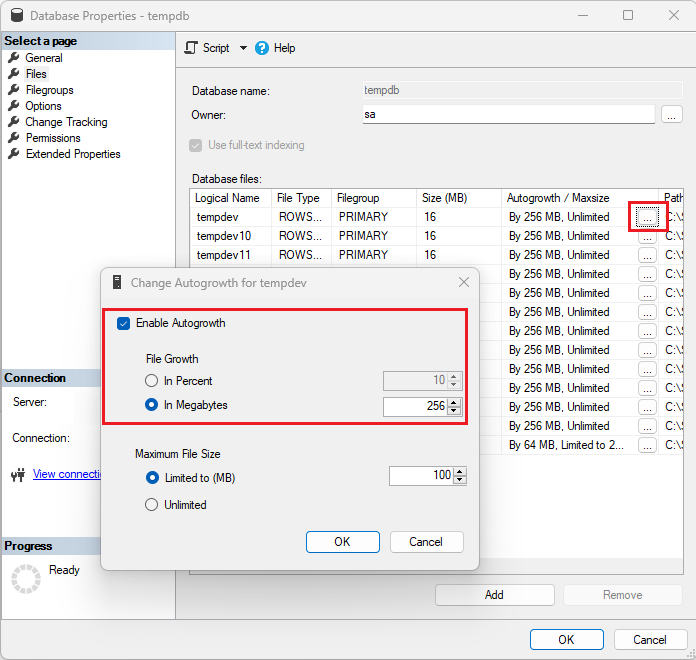 Database Properties - tempdb
Select a page
General
Files
Filegroups
Options
Change Tracking
Permissions
Extended Properties
Connection
Server:
Connection:
View connecti
Progress
Ready
Script
Help
Database name: tempdb
Owner: sa ...
Use full-text indexing
Database files:
Logical Name File Type Filegroup Size (MB) Autogrowth / Maxsize Path
tempdev ROWS... PRIMARY 16 By 256 MB, Unlimited ... C:\S
tempdev10 ROWS... PRIMARY 16 By 256 MB, Unlimited ... C:\S
tempdev11 ROWS... PRIMARY 16 By 256 MB, Unlimited ... C:\S
By 256 MB, Unlimited ... C:\S
By 256 MB, Unlimited ... C:\S
By 256 MB, Unlimited ... C:\S
By 256 MB, Unlimited ... C:\S
By 256 MB, Unlimited ... C:\S
By 256 MB, Unlimited ... C:\S
By 256 MB, Unlimited ... C:\S
By 256 MB, Unlimited ... C:\S
By 256 MB, Unlimited ... C:\S
By 64 MB, Limited to 2... ... C:\S
Change Autogrowth for tempdev
Enable Autogrowth
File Growth
In Percent 10
In Megabytes 256
Maximum File Size
Limited to (MB) 100
Unlimited
OK Cancel
Add Remove
OK Cancel